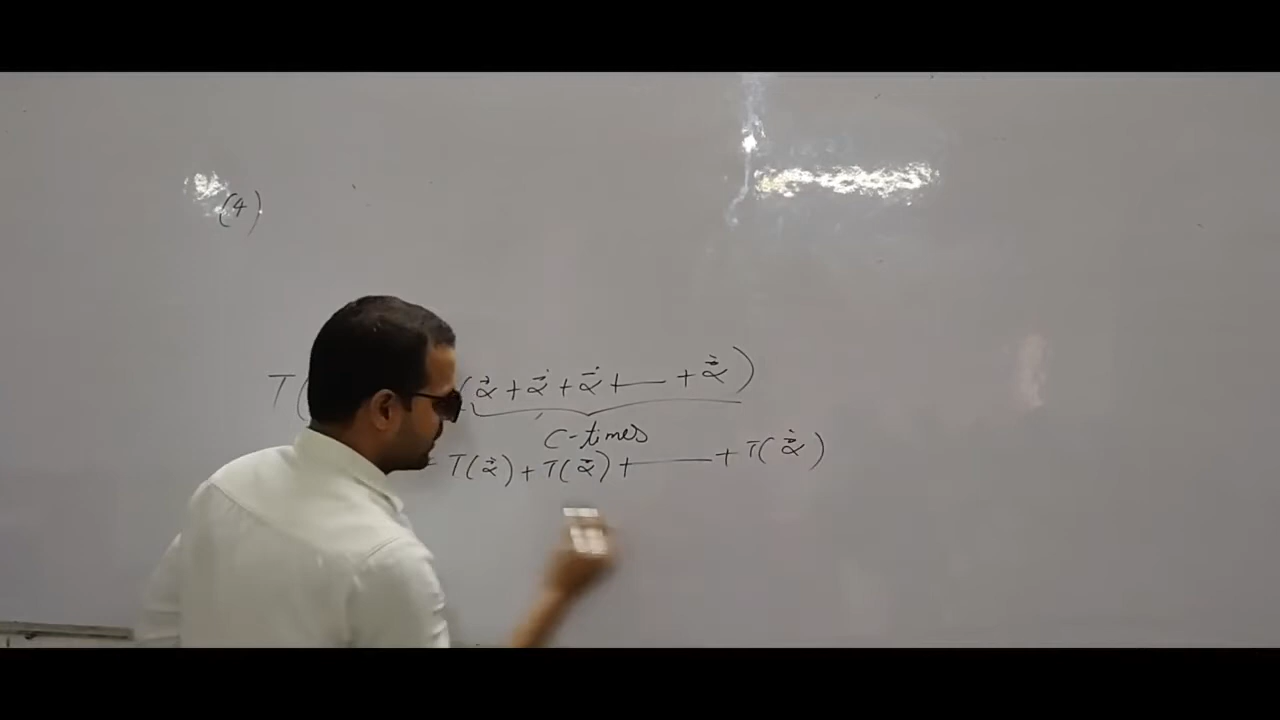 (4)
T( (α⃗ + α⃗ + α⃗ + — + α⃗)
C-times
T(α⃗) + T(α⃗) + —— + T(α⃗)